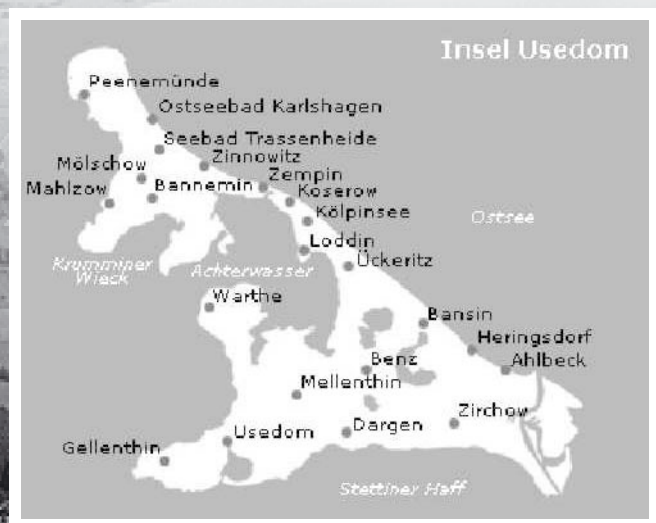 Insel Usedom
Peenemünde
Ostseebad Karlshagen
Seebad Trassenheide
Zinnowitz
Mölschow
Zempin
Mahlzow
Bannemin
Koserow
Kölpinsee
Ostsee
Loddin
Krumminer
Wieck
Achterwasser
Ückeritz
Warthe
Bansin
Heringsdorf
Benz
Ahlbeck
Mellenthin
Zirchow
Usedom
Dargen
Gellenthin
Stettiner Haff